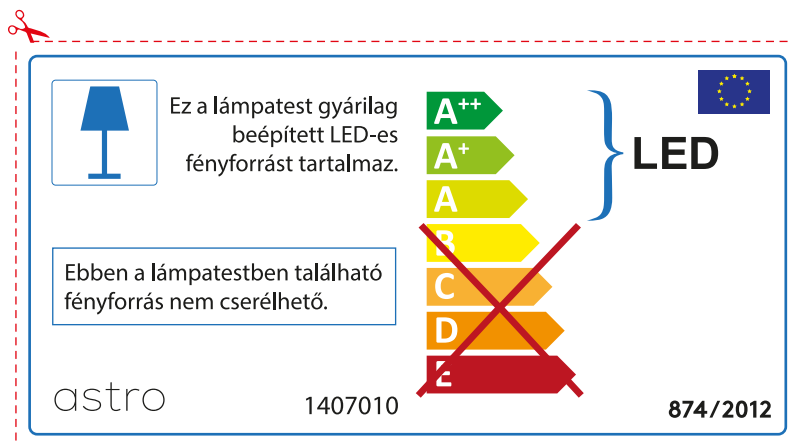 Ez a lámpatest gyárilag
beépített LED-es
fényforrást tartalmaz.
A++
A+
A
B
C
D
E
LED
Ebben a lámpatestben található
fényforrás nem cserélhető.
astro
1407010
874/2012